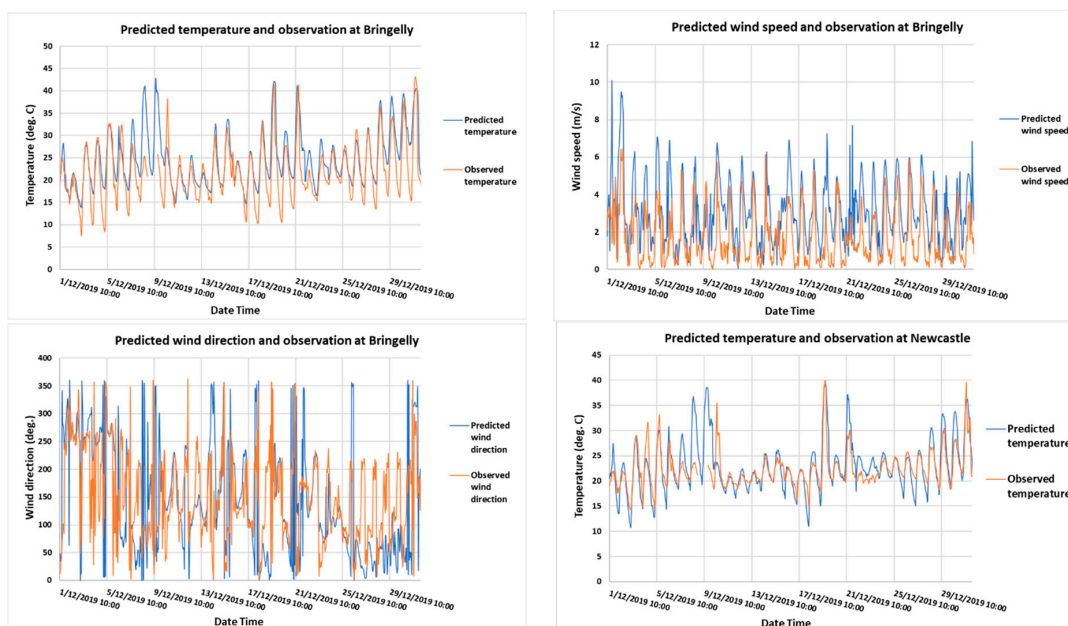 Predicted temperature and observation at Bringelly
50
45
40
35
30
25
20
15
10
5
0
Temperature (deg. C)
1/12/2019 10:00
5/12/2019 10:00
9/12/2019 10:00
13/12/2019 10:00
17/12/2019 10:00
21/12/2019 10:00
25/12/2019 10:00
29/12/2019 10:00
Date Time
Predicted
temperature
Observed
temperature
Predicted wind speed and observation at Bringelly
12
10
8
6
4
2
0
Wind speed (m/s)
1/12/2019 10:00
5/12/2019 10:00
9/12/2019 10:00
13/12/2019 10:00
17/12/2019 10:00
21/12/2019 10:00
25/12/2019 10:00
29/12/2019 10:00
Date Time
Predicted
wind speed
Observed
wind speed
Predicted wind direction and observation at Bringelly
400
350
300
250
200
150
100
50
0
Wind direction (deg.)
1/12/2019 10:00
5/12/2019 10:00
9/12/2019 10:00
13/12/2019 10:00
17/12/2019 10:00
21/12/2019 10:00
25/12/2019 10:00
29/12/2019 10:00
Date Time
Predicted
wind
direction
Observed
wind
direction
Predicted temperature and observation at Newcastle
45
40
35
30
25
20
15
10
5
0
Temperature (deg. C)
1/12/2019 10:00
5/12/2019 10:00
9/12/2019 10:00
13/12/2019 10:00
17/12/2019 10:00
21/12/2019 10:00
25/12/2019 10:00
29/12/2019 10:00
Date Time
Predicted
temperature
Observed
temperature